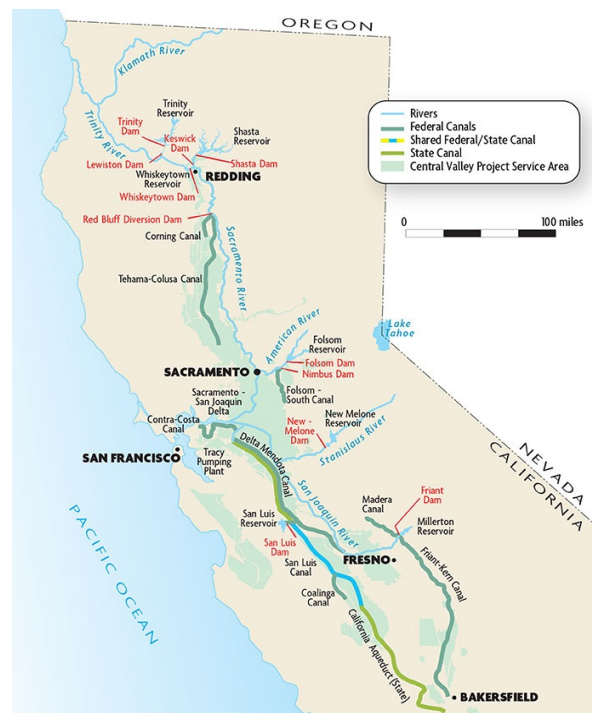 OREGON
Klamath River
Trinity River
Trinity
Reservoir
Trinity
Dam
Keswick
Dam
Shasta
Reservoir
Lewiston Dam
Shasta Dam
Whiskeytown
Reservoir
REDDING
Whiskeytown Dam
Red Bluff Diversion Dam
Corning Canal
Sacramento River
Tehama-Colusa Canal
Rivers
Federal Canals
Shared Federal/State Canal
State Canal
Central Valley Project Service Area
0
100 miles
Lake
Tahoe
American River
Folsom
Reservoir
Folsom Dam
Nimbus Dam
SACRAMENTO
Folsom -
South Canal
Sacramento -
San Joaquin
Delta
Contra-Costa
Canal
New -
Melone
Dam
New Melone
Reservoir
Stanislaus River
SAN FRANCISCO
Tracy
Pumping
Plant
Delta Mendota Canal
San Joaquin River
NEVADA
CALIFORNIA
Madera
Canal
Friant
Dam
Millerton
Reservoir
San Luis
Reservoir
San Luis
Dam
San Luis
Canal
FRESNO
Friant-Kern Canal
Coalinga
Canal
California Aqueduct (State)
PACIFIC OCEAN
BAKERSFIELD